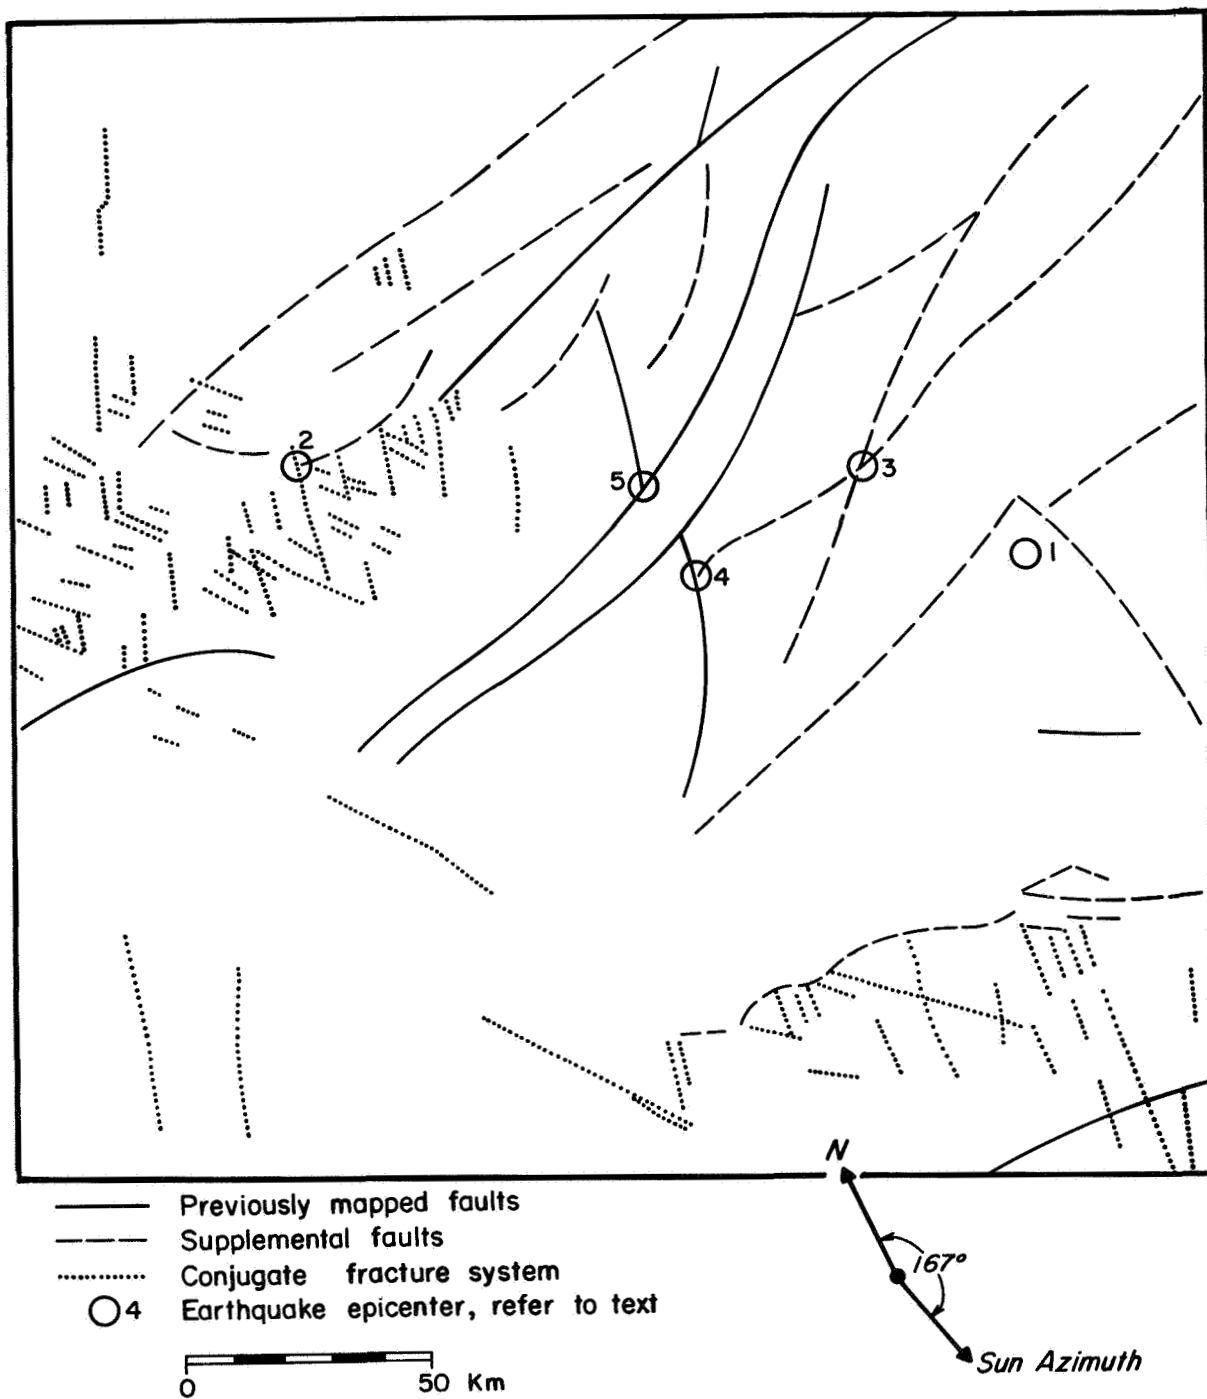 2
5
3
1
4
N
Previously mapped faults
Supplemental faults
Conjugate fracture system
4 Earthquake epicenter, refer to text
167°
Sun Azimuth
0 50 Km